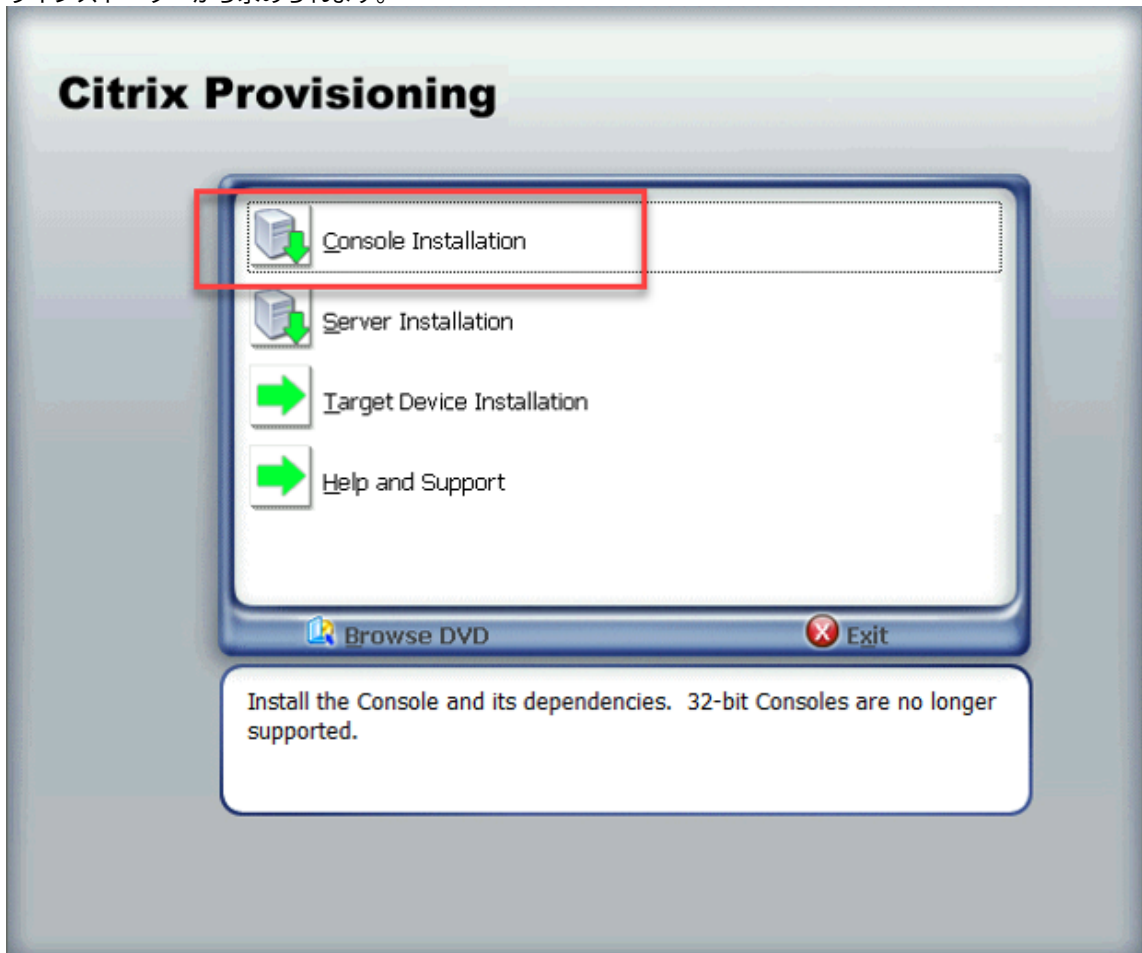 Citrix Provisioning
Console Installation
Server Installation
Target Device Installation
Help and Support
Browse DVD
Exit
Install the Console and its dependencies.  32-bit Consoles are no longer
supported.